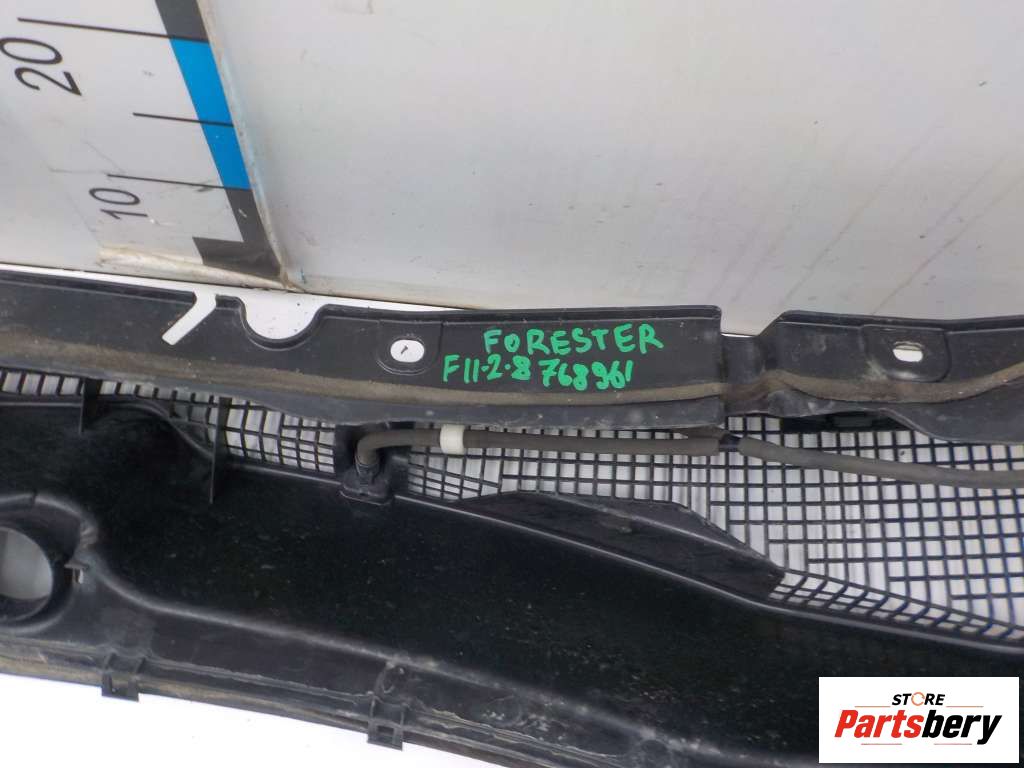 20
10
FORESTER
F11-2-8 768961
STORE
Partsbery